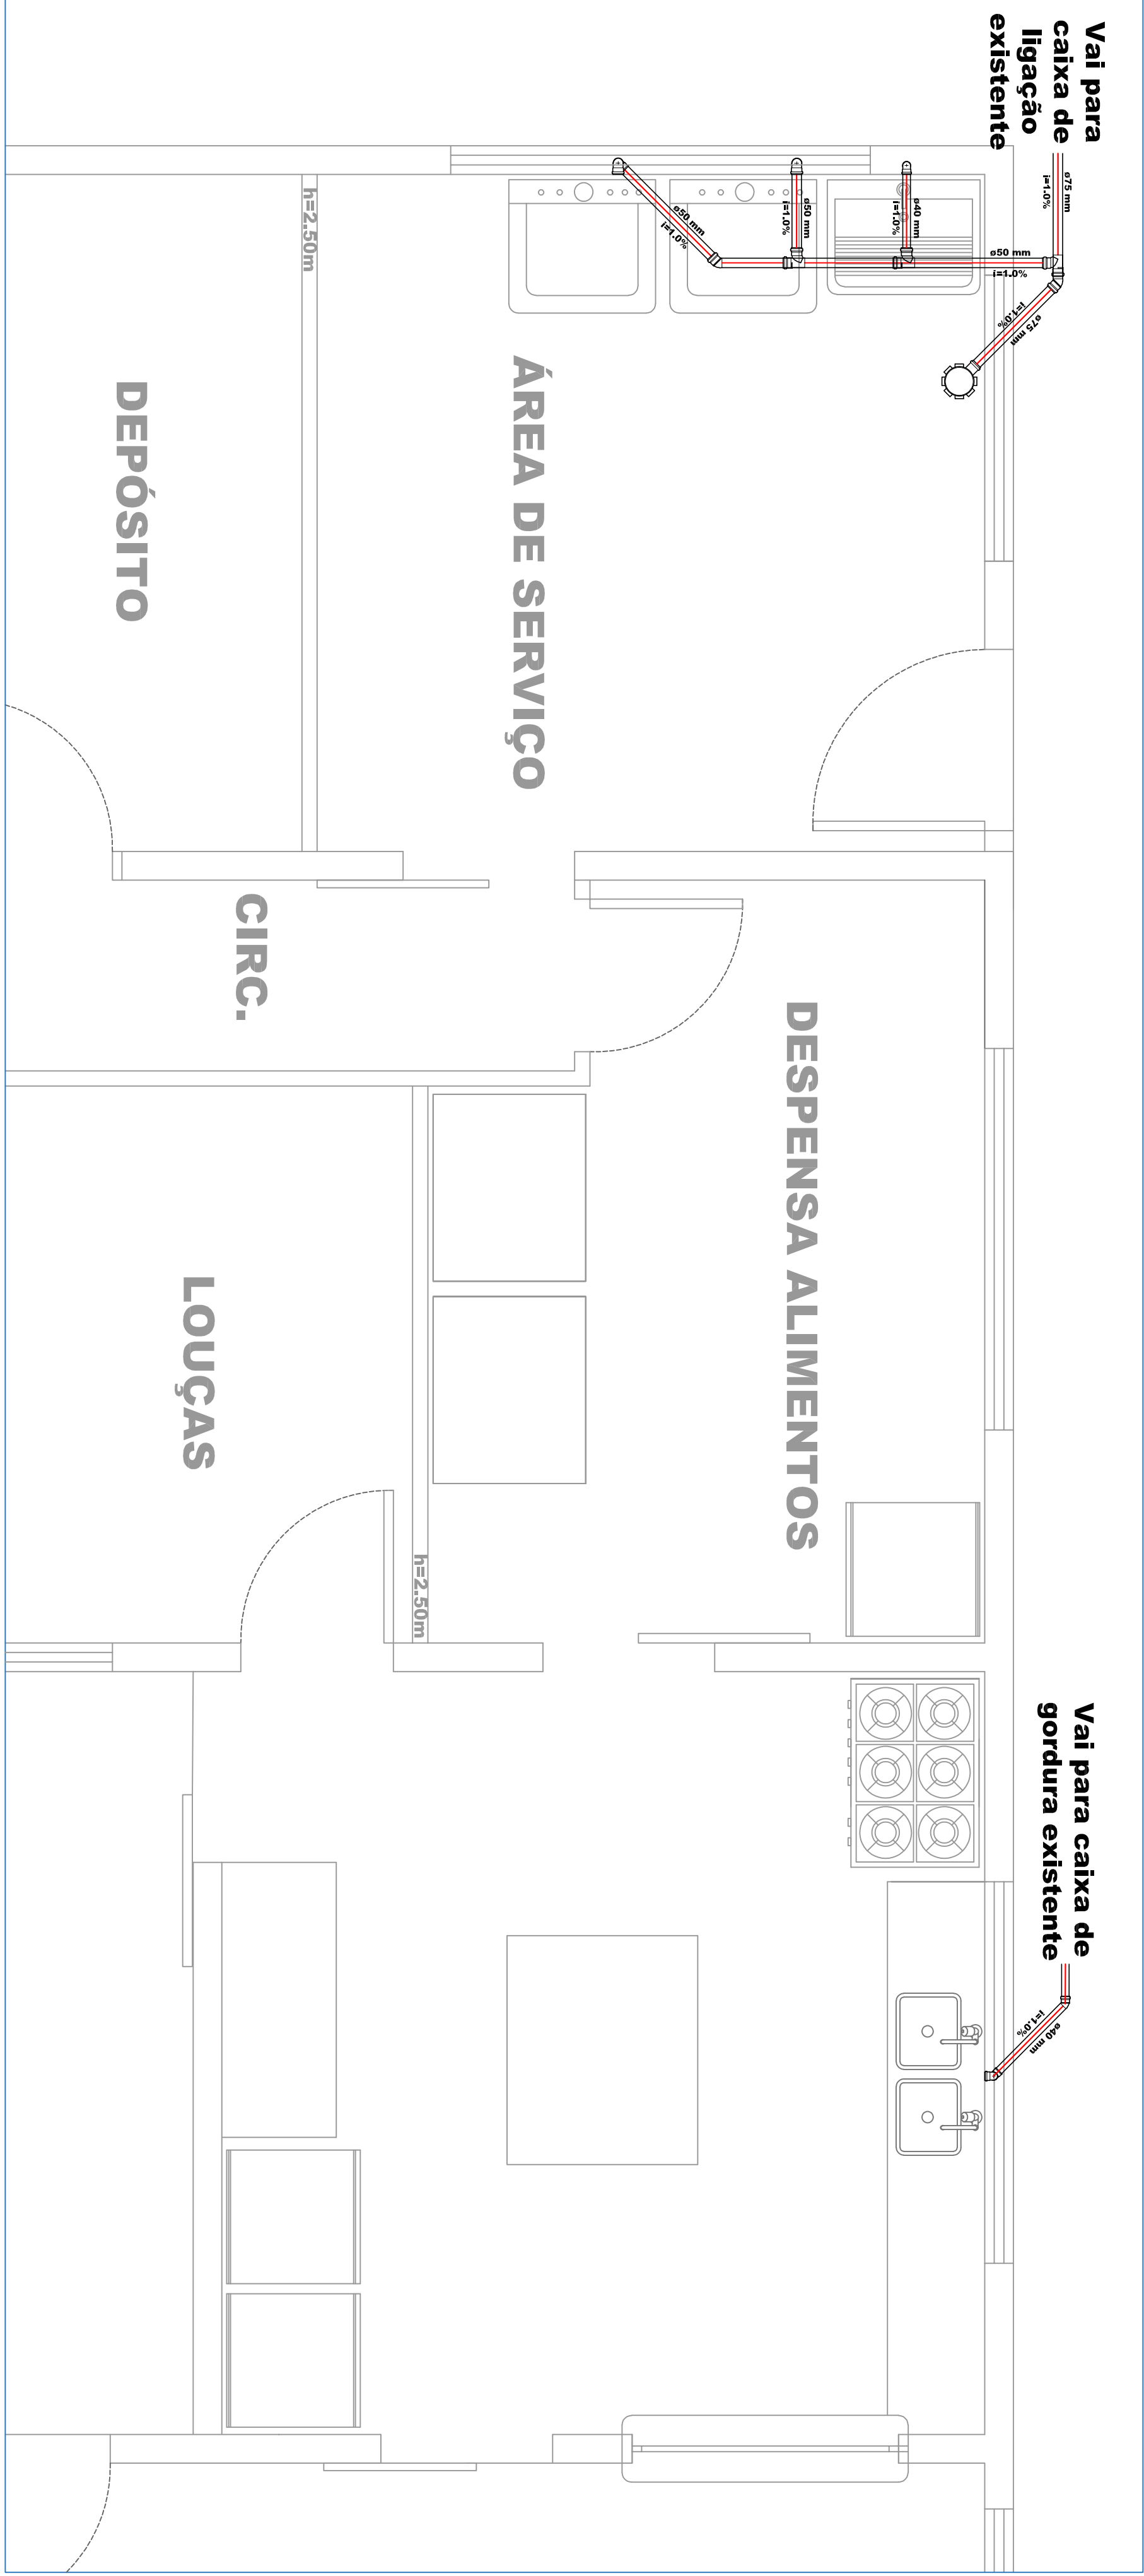 Vai para
caixa de
ligação
existente
ø75 mm
i=1.0%
ø50 mm
i=1.0%
ø75 mm
i=1.0%
ø40 mm
i=1.0%
ø50 mm
i=1.0%
ø50 mm
i=1.0%
h=2.50m
ÁREA DE SERVIÇO
DEPÓSITO
CIRC.
DESPENSA ALIMENTOS
LOUÇAS
h=2.50m
Vai para caixa de
gordura existente
ø40 mm
i=1.0%